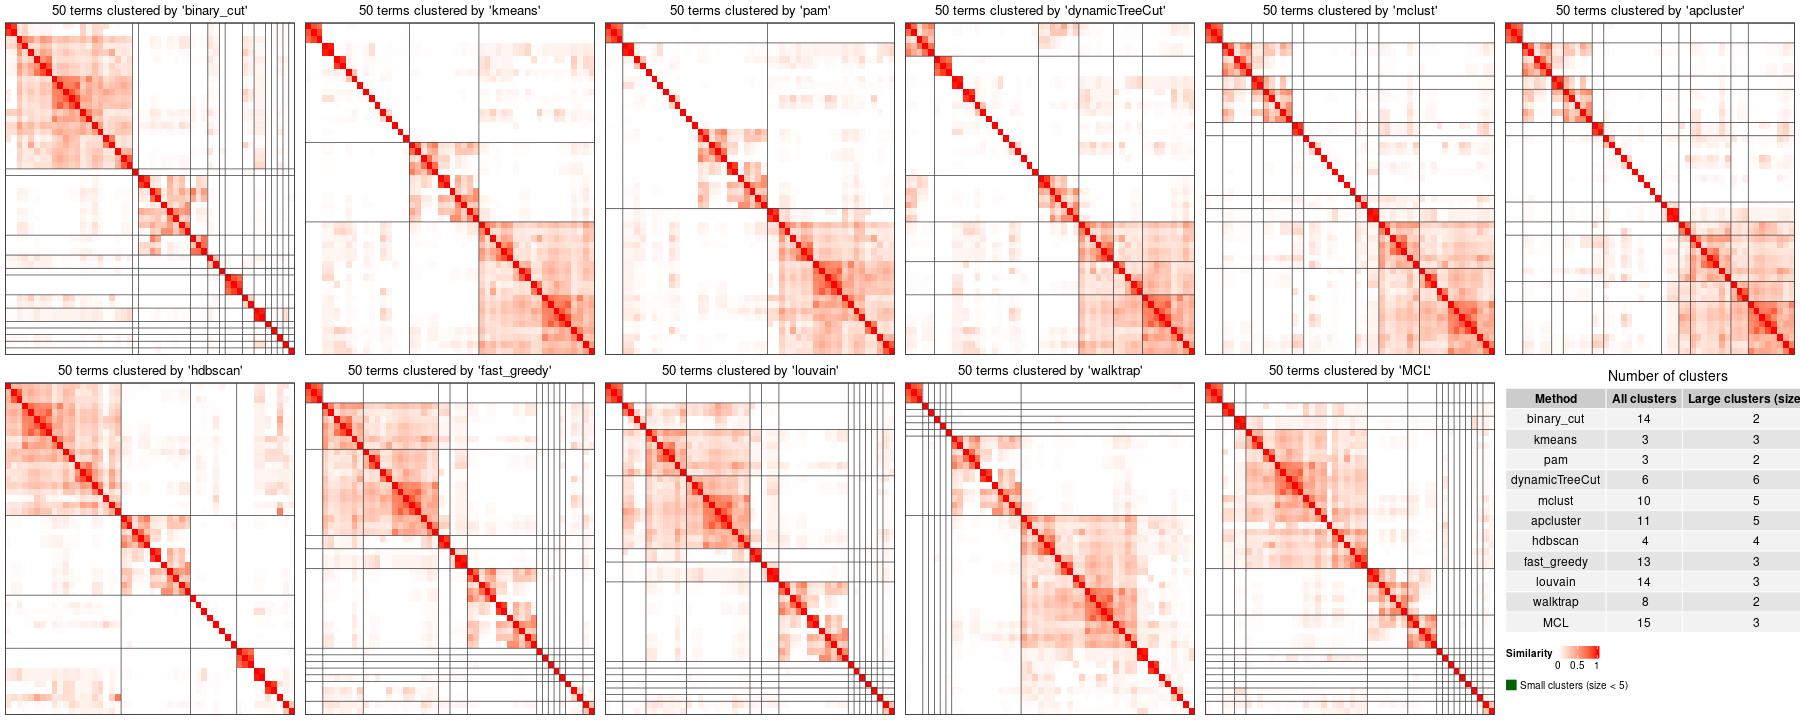 50 terms clustered by 'binary_cut'
50 terms clustered by 'kmeans'
50 terms clustered by 'pam'
50 terms clustered by 'dynamicTreeCut'
50 terms clustered by 'mclust'
50 terms clustered by 'apcluster'
50 terms clustered by 'hdbscan'
50 terms clustered by 'fast_greedy'
50 terms clustered by 'louvain'
50 terms clustered by 'walktrap'
50 terms clustered by 'MCL'
Number of clusters
Method All clusters Large clusters (size
binary_cut 14 2
kmeans 3 3
pam 3 2
dynamicTreeCut 6 6
mclust 10 5
apcluster 11 5
hdbscan 4 4
fast_greedy 13 3
louvain 14 3
walktrap 8 2
MCL 15 3
Similarity
0 0.5 1
Small clusters (size < 5)